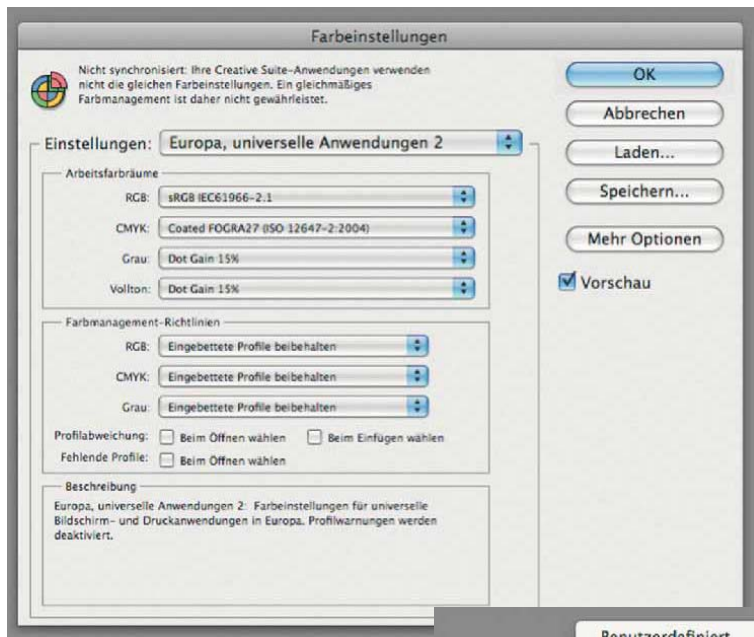 Farbeinstellungen
Nicht synchronisiert: Ihre Creative Suite-Anwendungen verwenden
nicht die gleichen Farbeinstellungen. Ein gleichmäßiges
Farbmanagement ist daher nicht gewährleistet.
Einstellungen: Europa, universelle Anwendungen 2
Arbeitsfarbräume
RGB: sRGB IEC61966-2.1
CMYK: Coated FOGRA27 (ISO 12647-2:2004)
Grau: Dot Gain 15%
Vollton: Dot Gain 15%
Farbmanagement-Richtlinien
RGB: Eingebettete Profile beibehalten
CMYK: Eingebettete Profile beibehalten
Grau: Eingebettete Profile beibehalten
Profilabweichung: Beim Öffnen wählen Beim Einfügen wählen
Fehlende Profile: Beim Öffnen wählen
Beschreibung
Europa, universelle Anwendungen 2: Farbeinstellungen für universelle
Bildschirm- und Druckanwendungen in Europa. Profilwarnungen werden
deaktiviert.
OK
Abbrechen
Laden...
Speichern...
Mehr Optionen
Vorschau
Benutzerdefiniert